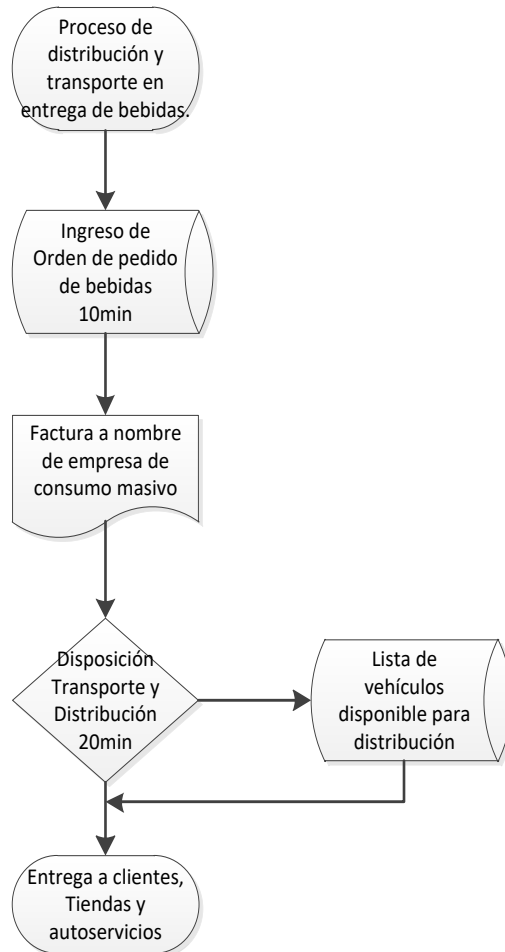 Proceso de
distribución y
transporte en
entrega de bebidas.
Ingreso de
Orden de pedido
de bebidas
10min
Factura a nombre
de empresa de
consumo masivo
Disposición
Transporte y
Distribución
20min
Lista de
vehículos
disponible para
distribución
Entrega a clientes,
Tiendas y
autoservicios